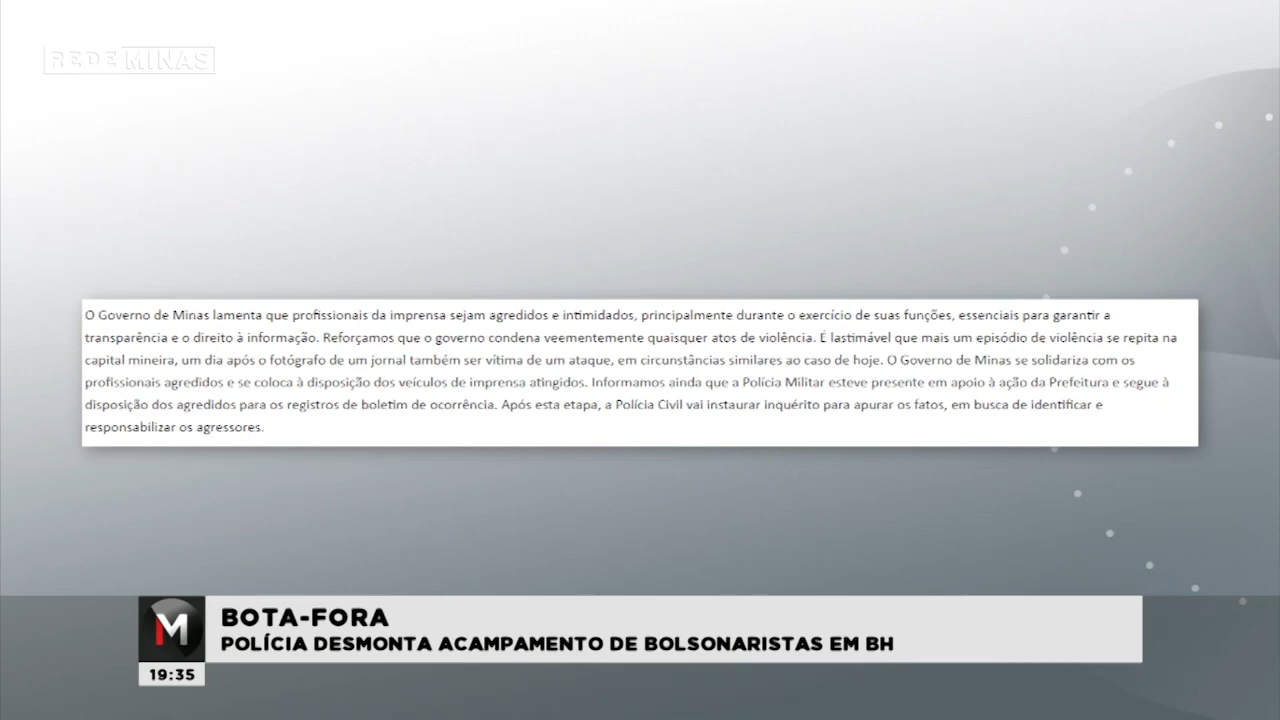 REDE MINAS
O Governo de Minas lamenta que profissionais da imprensa sejam agredidos e intimidados, principalmente durante o exercício de suas funções, essenciais para garantir a
transparência e o direito à informação. Reforçamos que o governo condena veementemente quaisquer atos de violência. É lastimável que mais um episódio de violência se repita na
capital mineira, um dia após o fotógrafo de um jornal também ser vítima de um ataque, em circunstâncias similares ao caso de hoje. O Governo de Minas se solidariza com os
profissionais agredidos e se coloca à disposição dos veículos de imprensa atingidos. Informamos ainda que a Polícia Militar esteve presente em apoio à ação da Prefeitura e segue à
disposição dos agredidos para os registros de boletim de ocorrência. Após esta etapa, a Polícia Civil vai instaurar inquérito para apurar os fatos, em busca de identificar e
responsabilizar os agressores.
M
BOTA-FORA
POLÍCIA DESMONTA ACAMPAMENTO DE BOLSONARISTAS EM BH
19:35